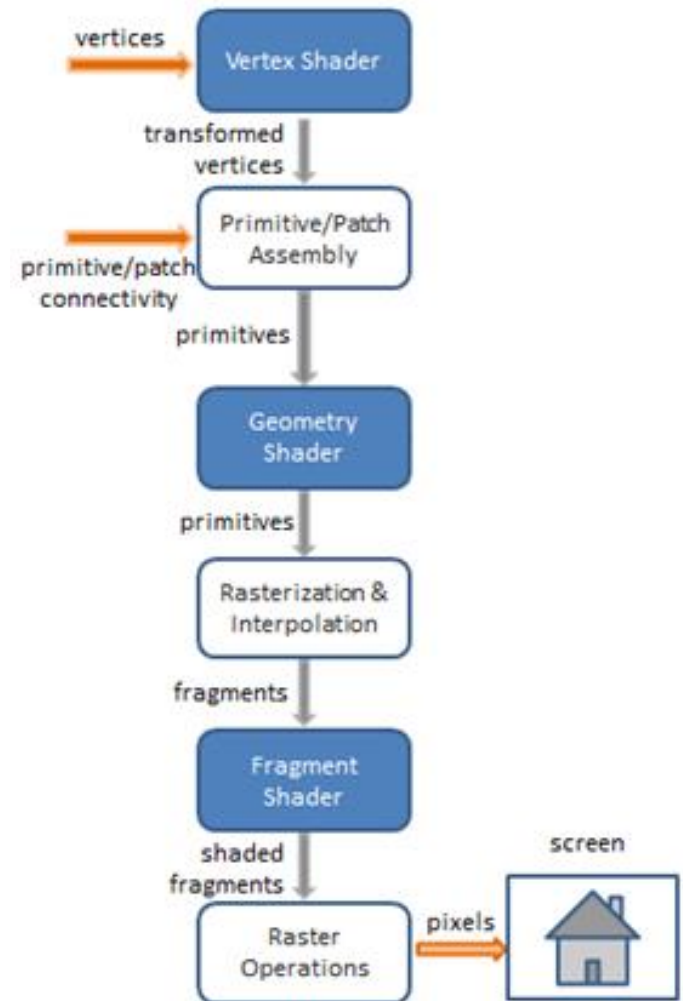 vertices
Vertex Shader
transformed
vertices
Primitive/Patch
Assembly
primitive/patch
connectivity
primitives
Geometry
Shader
primitives
Rasterization &
Interpolation
fragments
Fragment
Shader
shaded
fragments
screen
Raster
Operations
pixels